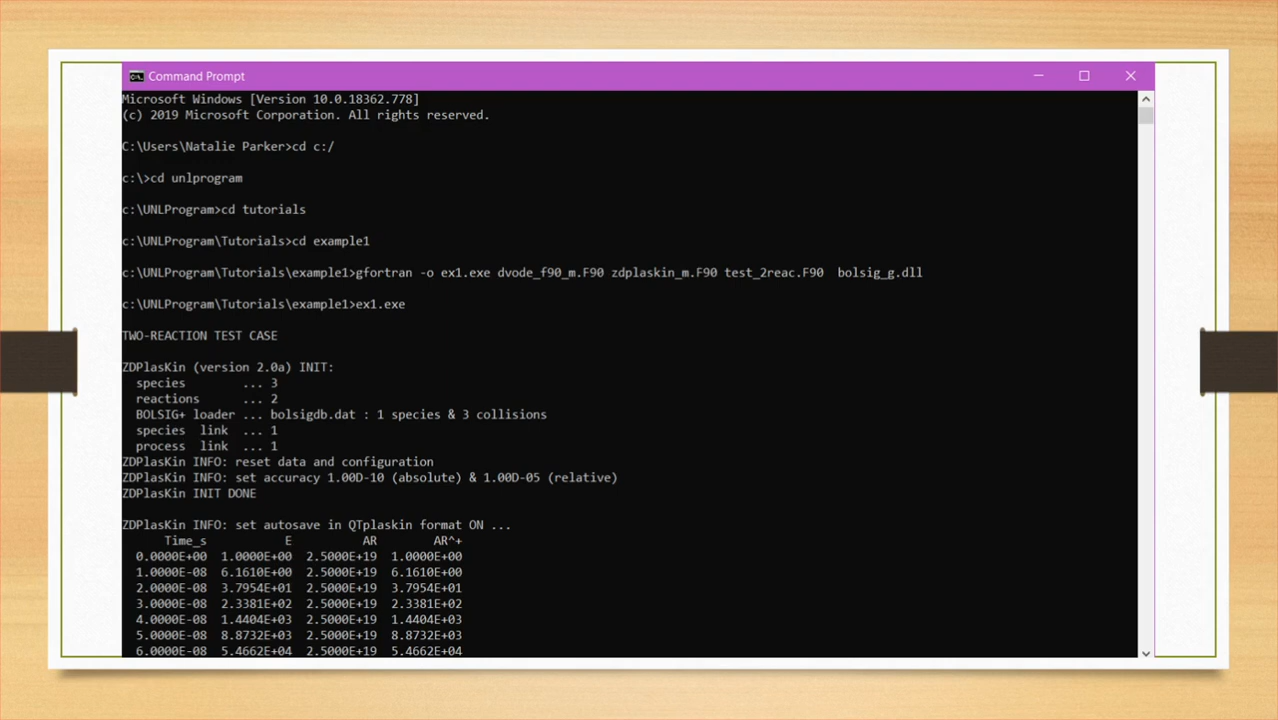 Command Prompt
Microsoft Windows [Version 10.0.18362.778]
(c) 2019 Microsoft Corporation. All rights reserved.
C:\Users\Natalie Parker>cd c:/
c:\>cd unlprogram
c:\UNLProgram>cd tutorials
c:\UNLProgram\Tutorials>cd example1
c:\UNLProgram\Tutorials\example1>gfortran -o ex1.exe dvode_f90_m.F90 zdplaskin_m.F90 test_2reac.F90  bolsig_g.dll
c:\UNLProgram\Tutorials\example1>ex1.exe
TWO-REACTION TEST CASE
ZDPlasKin (version 2.0a) INIT:
species        ... 3
reactions      ... 2
BOLSIG+ loader ... bolsigdb.dat : 1 species & 3 collisions
species  link  ... 1
process  link  ... 1
ZDPlasKin INFO: reset data and configuration
ZDPlasKin INFO: set accuracy 1.00D-10 (absolute) & 1.00D-05 (relative)
ZDPlasKin INIT DONE
ZDPlasKin INFO: set autosave in QTplaskin format ON ...
Time_s           E          AR        AR^+
0.0000E+00  1.0000E+00  2.5000E+19  1.0000E+00
1.0000E-08  6.1610E+00  2.5000E+19  6.1610E+00
2.0000E-08  3.7954E+01  2.5000E+19  3.7954E+01
3.0000E-08  2.3381E+02  2.5000E+19  2.3381E+02
4.0000E-08  1.4404E+03  2.5000E+19  1.4404E+03
5.0000E-08  8.8732E+03  2.5000E+19  8.8732E+03
6.0000E-08  5.4662E+04  2.5000E+19  5.4662E+04